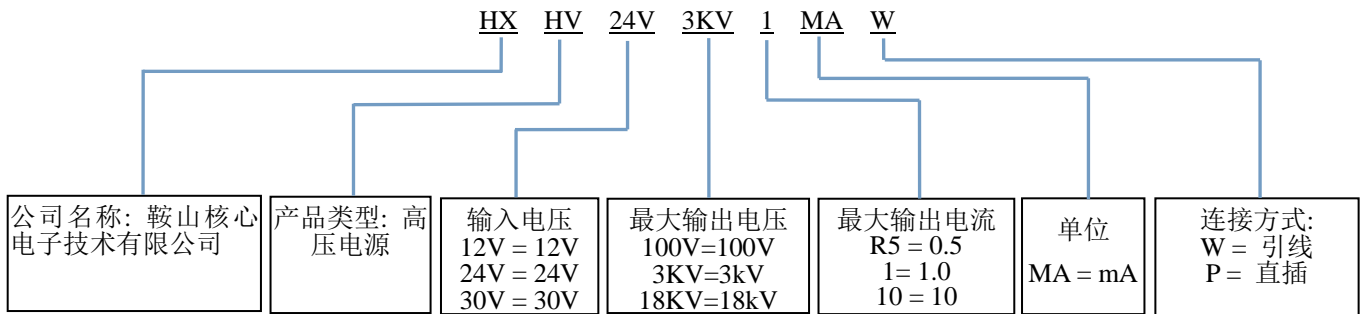 HX HV 24V 3KV 1 MA W
公司名称: 鞍山核心
电子技术有限公司
产品类型: 高
压电源
输入电压
12V = 12V
24V = 24V
30V = 30V
最大输出电压
100V=100V
3KV=3kV
18KV=18kV
最大输出电流
R5 = 0.5
1= 1.0
10 = 10
单位
MA = mA
连接方式:
W = 引线
P = 直插